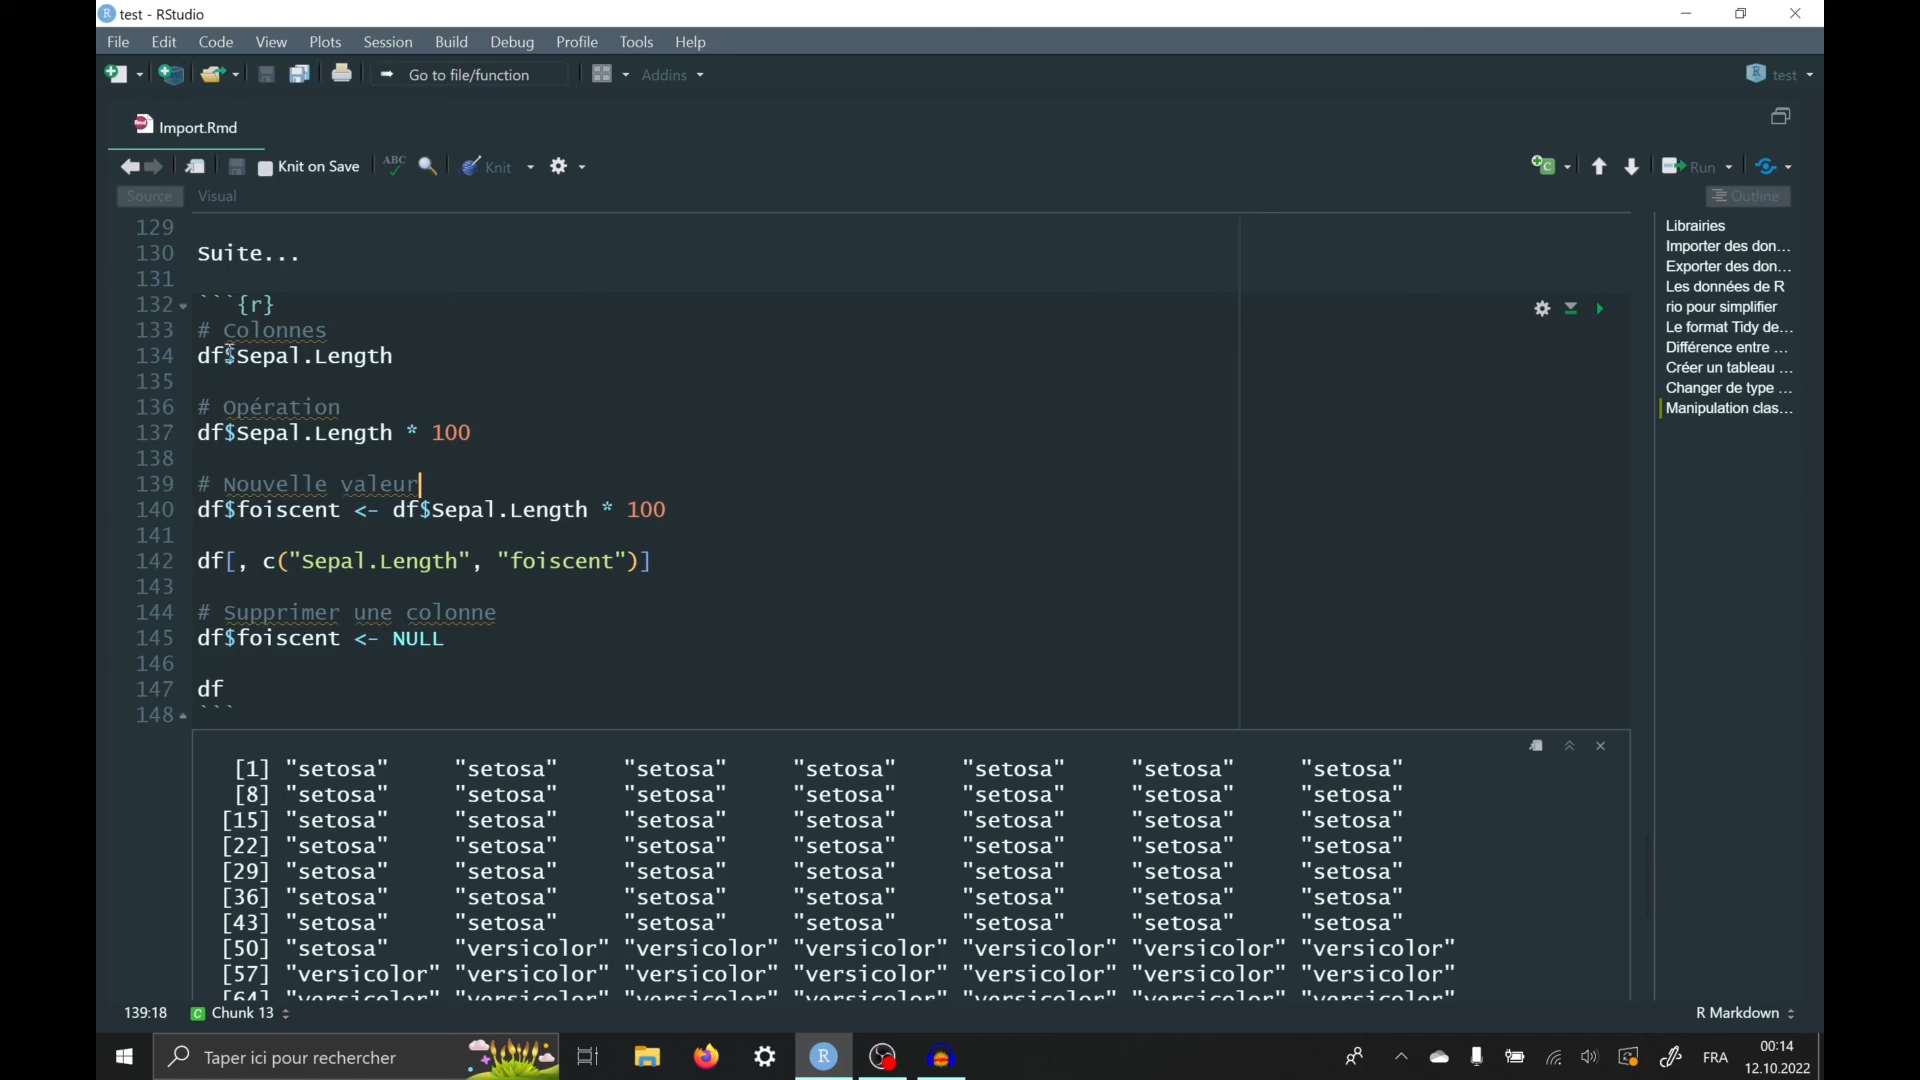 test - RStudio
File Edit Code View Plots Session Build Debug Profile Tools Help
Go to file/function Addins test
Import.Rmd
Knit on Save ABC Knit Run
Source Visual Outline
129
130 Suite...
131
132 ```{r}
133 # Colonnes
134 df$Sepal.Length
135
136 # Opération
137 df$Sepal.Length * 100
138
139 # Nouvelle valeur
140 df$foiscent <- df$Sepal.Length * 100
141
142 df[, c("Sepal.Length", "foiscent")]
143
144 # Supprimer une colonne
145 df$foiscent <- NULL
146
147 df
148 ```
Librairies
Importer des don...
Exporter des don...
Les données de R
rio pour simplifier
Le format Tidy de...
Différence entre ...
Créer un tableau ...
Changer de type ...
Manipulation clas...
[1] "setosa" "setosa" "setosa" "setosa" "setosa" "setosa" "setosa"
[8] "setosa" "setosa" "setosa" "setosa" "setosa" "setosa" "setosa"
[15] "setosa" "setosa" "setosa" "setosa" "setosa" "setosa" "setosa"
[22] "setosa" "setosa" "setosa" "setosa" "setosa" "setosa" "setosa"
[29] "setosa" "setosa" "setosa" "setosa" "setosa" "setosa" "setosa"
[36] "setosa" "setosa" "setosa" "setosa" "setosa" "setosa" "setosa"
[43] "setosa" "setosa" "setosa" "setosa" "setosa" "setosa" "setosa"
[50] "setosa" "versicolor" "versicolor" "versicolor" "versicolor" "versicolor" "versicolor"
[57] "versicolor" "versicolor" "versicolor" "versicolor" "versicolor" "versicolor" "versicolor"
[64] "versicolor" "versicolor" "versicolor" "versicolor" "versicolor" "versicolor" "versicolor"
139:18 Chunk 13 R Markdown
Taper ici pour rechercher FRA 00:14
12.10.2022